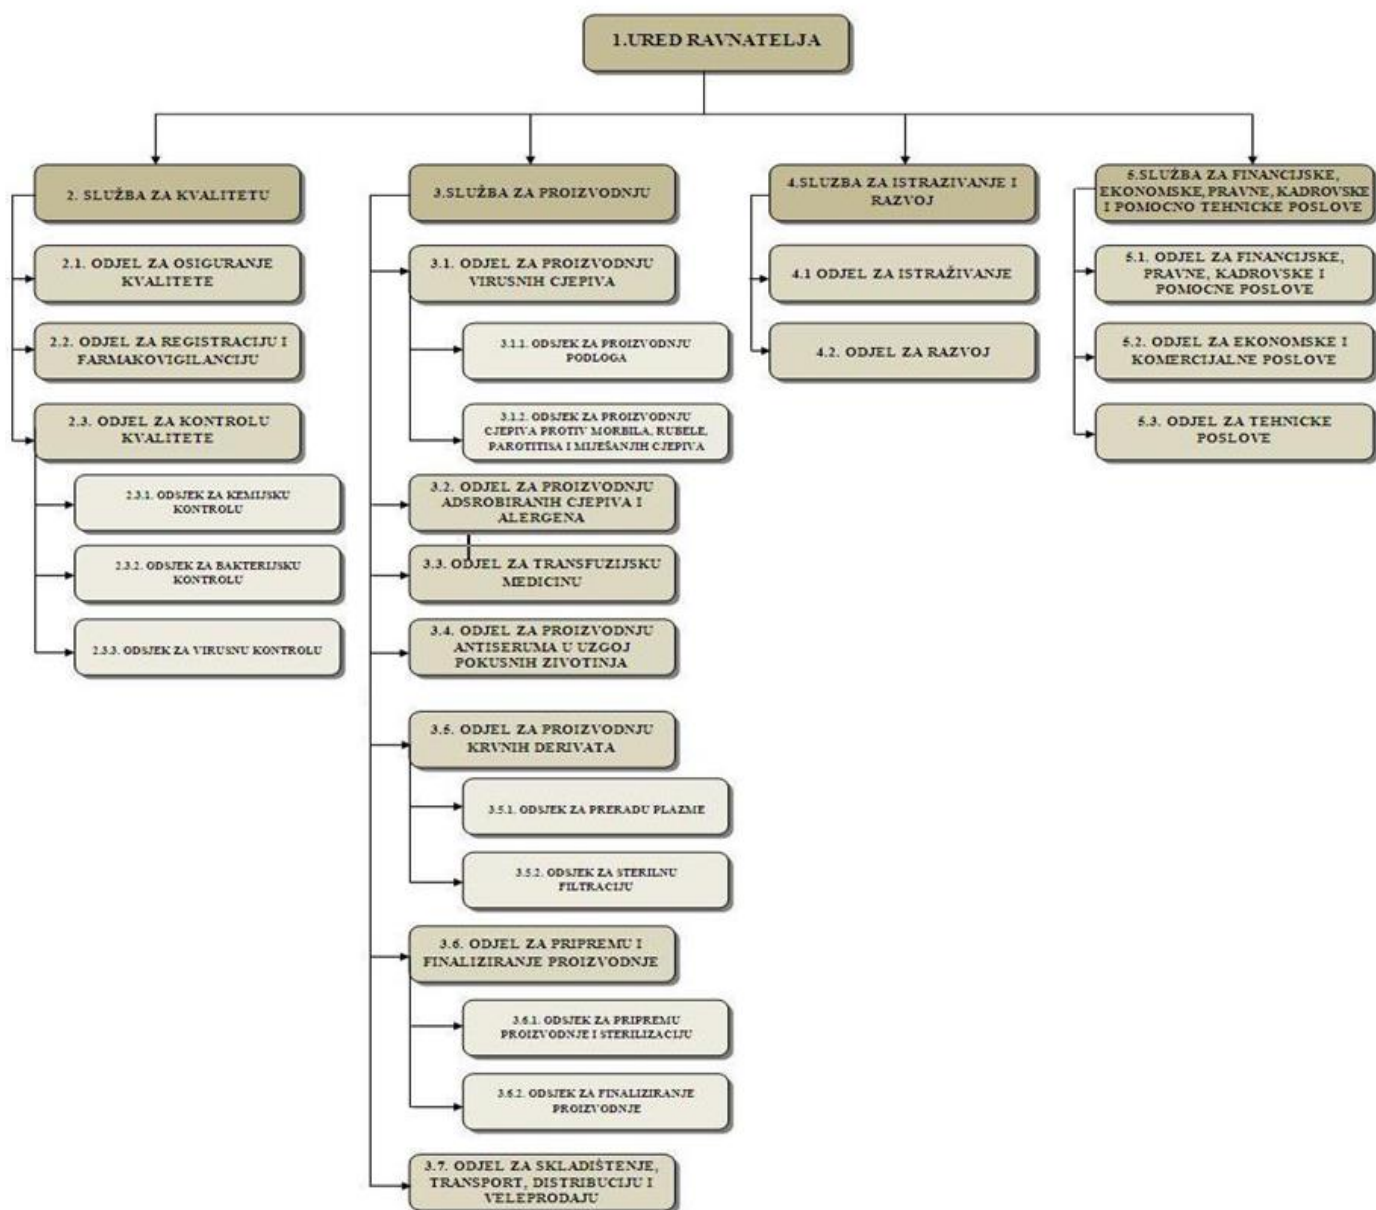 1.URED RAVNATELJA
2. SLUŽBA ZA KVALITETU
2.1. ODJEL ZA OSIGURANJE
KVALITETE
2.2. ODJEL ZA REGISTRACIJU I
FARMAKOVIGILANCIJU
2.3. ODJEL ZA KONTROLU
KVALITETE
2.3.1. ODSJEK ZA KEMIJSKU
KONTROLU
2.3.2. ODSJEK ZA BAKTERIJSKU
KONTROLU
2.3.3. ODSJEK ZA VIRUSNU KONTROLU
3.SLUŽBA ZA PROIZVODNJU
3.1. ODJEL ZA PROIZVODNJU
VIRUSNIH CJEPIVA
3.1.1. ODSJEK ZA PROIZVODNJU
PODLOGA
3.1.2. ODSJEK ZA PROIZVODNJU
CJEPIVA PROTIV MORBILA, RUBELE,
PAROTITISA I MIJEŠANJIH CJEPIVA
3.2. ODJEL ZA PROIZVODNJU
ADSROBIRANIH CJEPIVA I
ALERGENA
3.3. ODJEL ZA TRANSFUZIJSKU
MEDICINU
3.4. ODJEL ZA PROIZVODNJU
ANTISERUMA U UZGOJ
POKUSNIH ZIVOTINJA
3.5. ODJEL ZA PROIZVODNJU
KRVNIH DERIVATA
3.5.1. ODSJEK ZA PRERADU PLAZME
3.5.2. ODSJEK ZA STERILNU
FILTRACIJU
3.6. ODJEL ZA PRIPREMU I
FINALIZIRANJE PROIZVODNJE
3.6.1. ODSJEK ZA PRIPREMU
PROIZVODNJE I STERILIZACIJU
3.6.2. ODSJEK ZA FINALIZIRANJE
PROIZVODNJE
3.7. ODJEL ZA SKLADIŠTENJE,
TRANSPORT, DISTRIBUCIJU I
VELEPRODAJU
4.SLUZBA ZA ISTRAZIVANJE I
RAZVOJ
4.1 ODJEL ZA ISTRAŽIVANJE
4.2. ODJEL ZA RAZVOJ
5.SLUŽBA ZA FINANCIJSKE,
EKONOMSKE, PRAVNE, KADROVSKE
I POMOCNO TEHNICKE POSLOVE
5.1. ODJEL ZA FINANCIJSKE,
PRAVNE, KADROVSKE I
POMOCNE POSLOVE
5.2. ODJEL ZA EKONOMSKE I
KOMERCIJALNE POSLOVE
5.3. ODJEL ZA TEHNICKE
POSLOVE